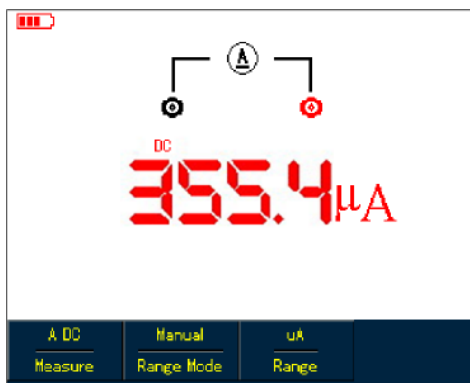 A
DC
355.4μA
A DC Manual uA
Measure Range Mode Range